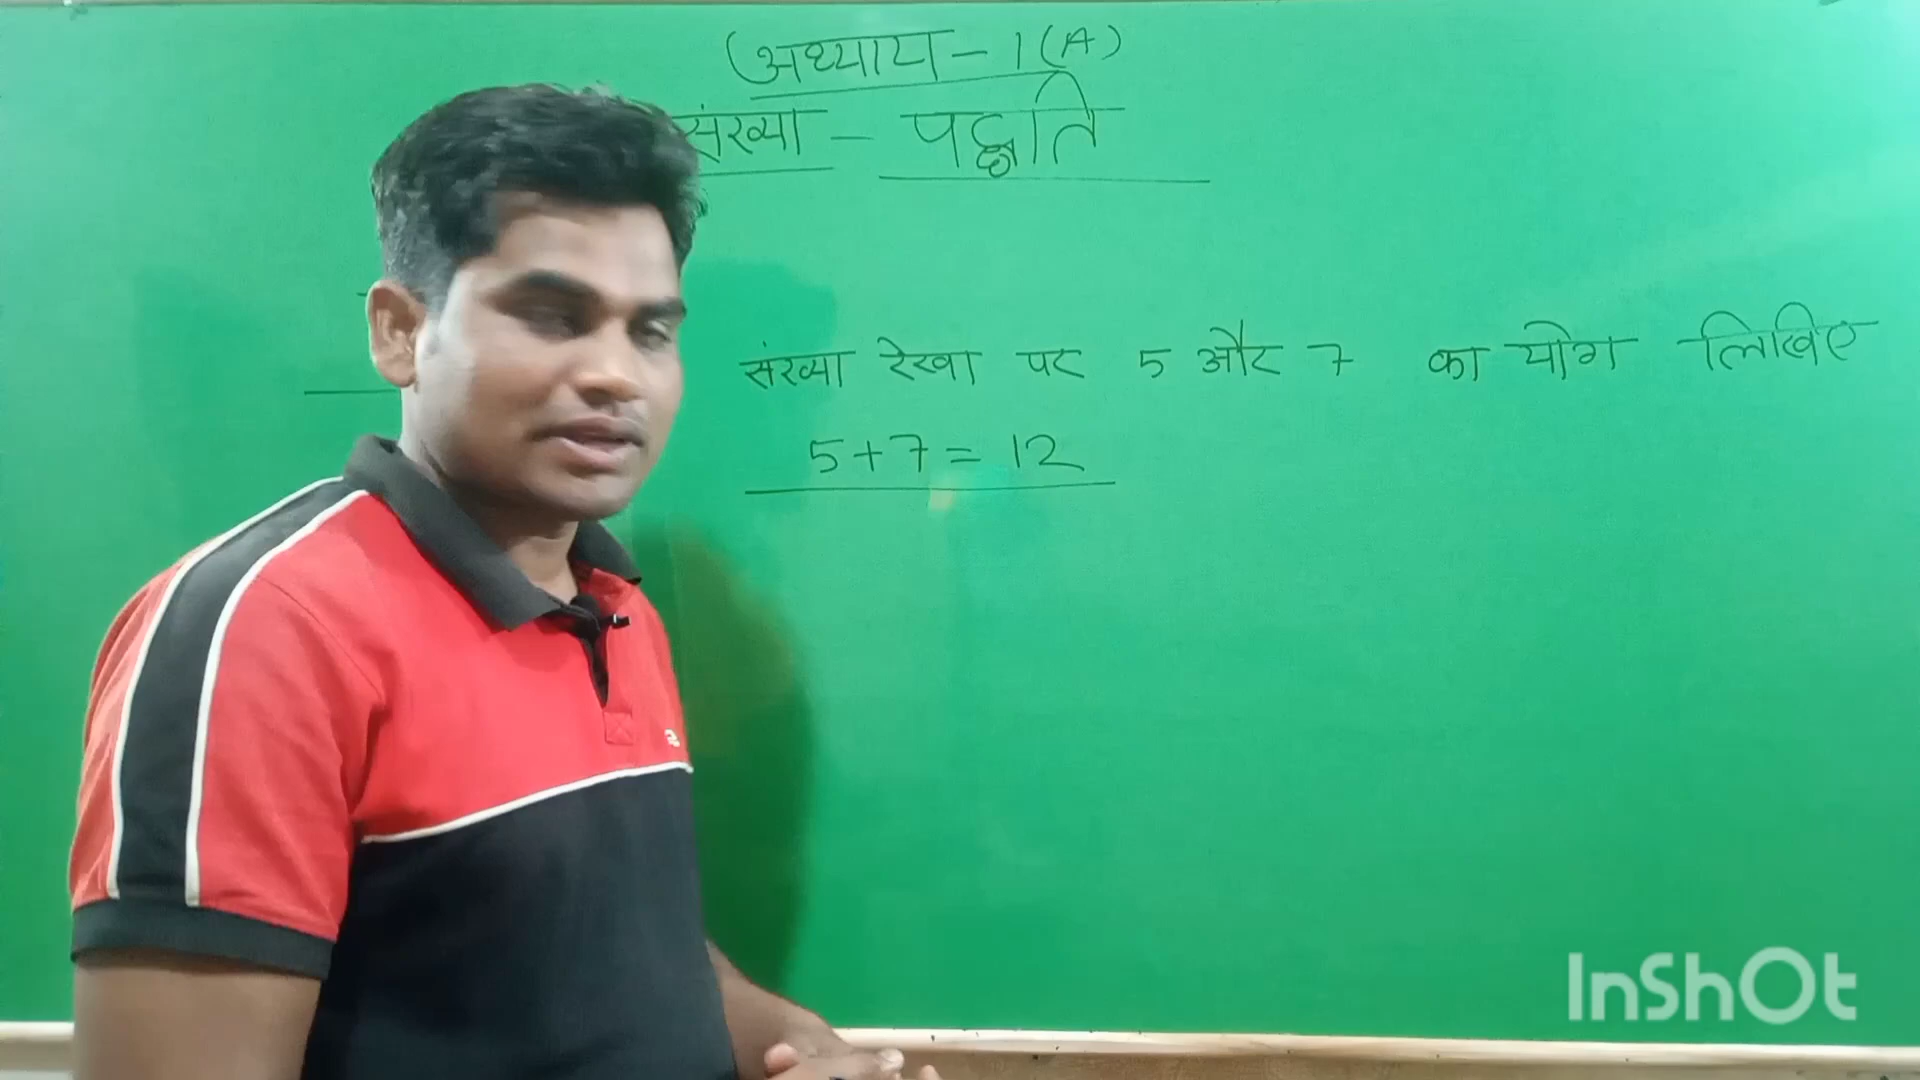 अध्याय - 1 (A)
संख्या - पद्धति
संख्या रेखा पर 5 और 7 का योग लिखिए
5+7 = 12
InShOt